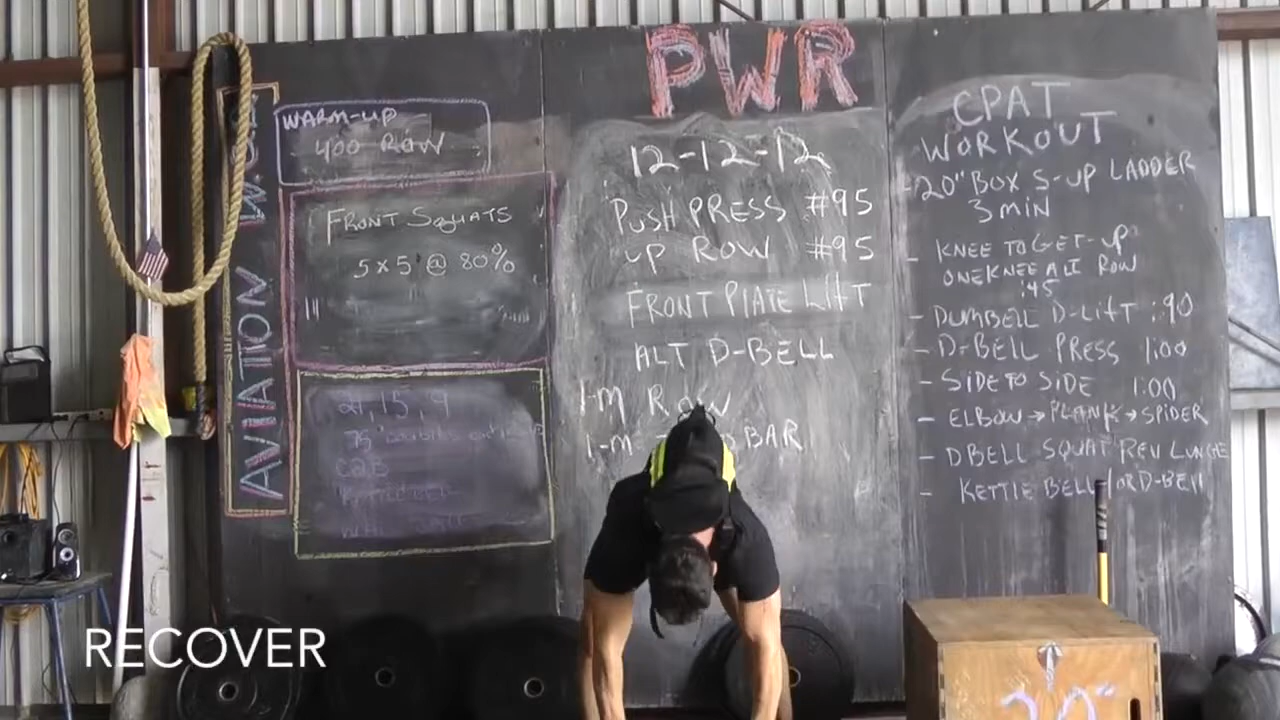 AVIATION
WARM-UP
400 ROW
FRONT SQUATS
5x5 @ 80%
21, 15, 9
75
PWR
12-12-12
PUSH PRESS #95
UP ROW #95
FRONT PLATE LIFT
ALT D-BELL
1-M ROW
1-M BAR
CPAT
WORKOUT
-20" BOX S-UP LADDER
3 MIN
- KNEE TO GET-UP
ONE KNEE ALT ROW
:45
- DUMBELL D-LIFT :90
- D-BELL PRESS 1:00
- SIDE TO SIDE 1:00
- ELBOW → PLANK → SPIDER
- DBELL SQUAT REV LUNGE
- KETTLE BELL/OR D-BELL
20"
RECOVER